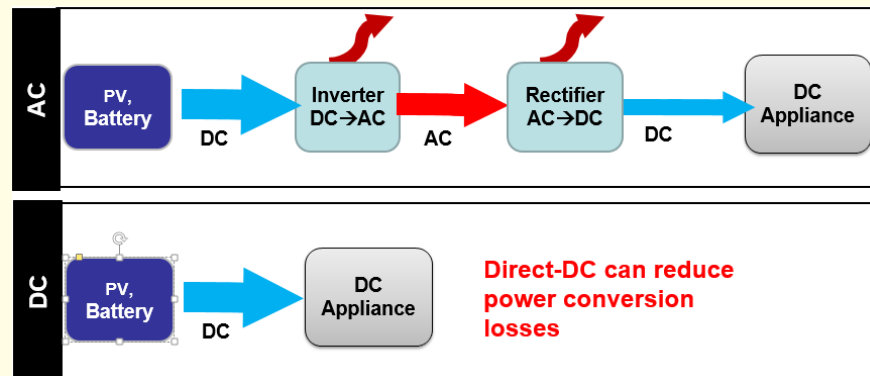 AC
PV,
Battery
DC
Inverter
DC→AC
AC
Rectifier
AC→DC
DC
DC
Appliance
DC
PV,
Battery
DC
DC
Appliance
Direct-DC can reduce
power conversion
losses